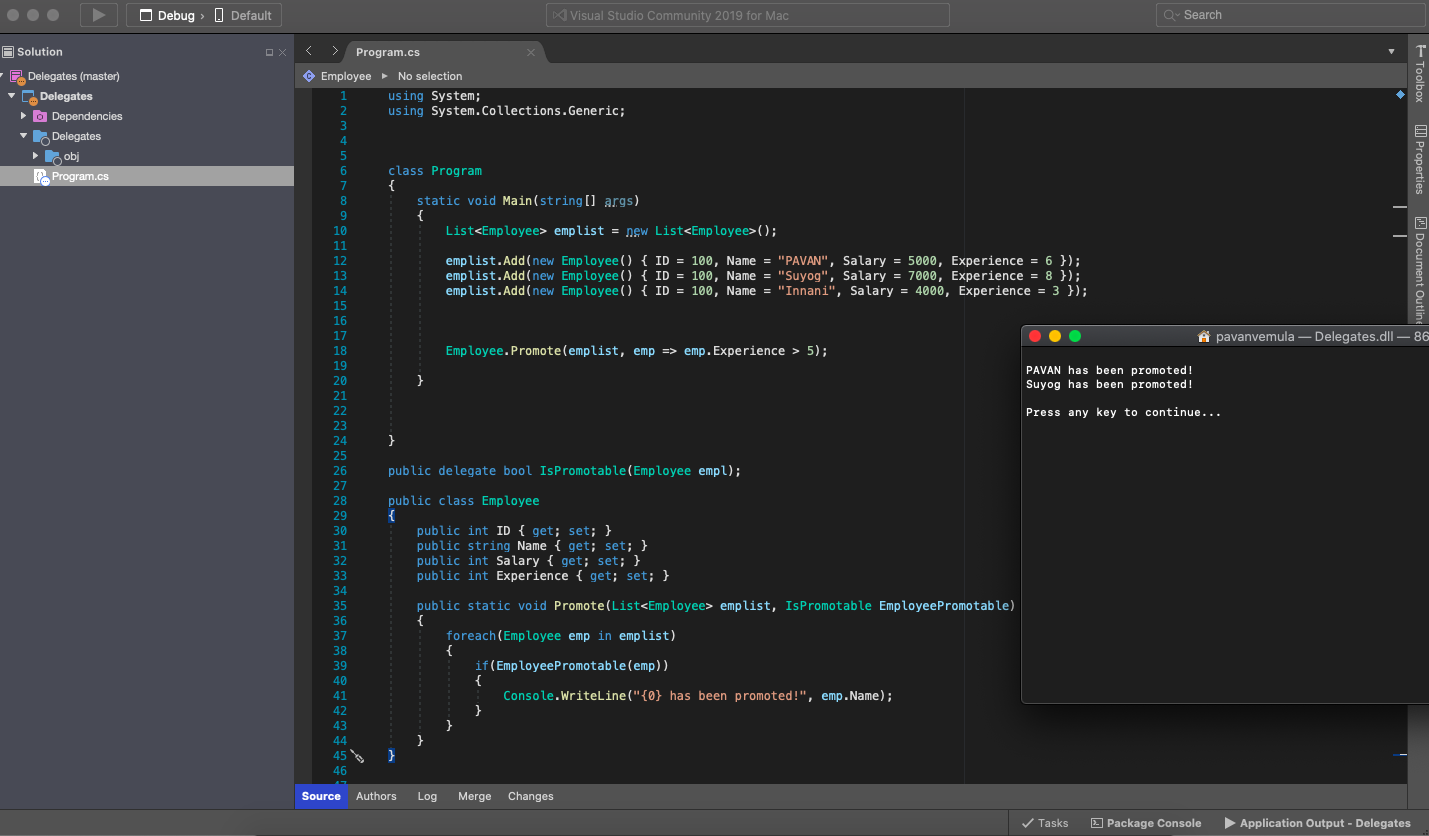 Debug › Default
Visual Studio Community 2019 for Mac
Search
Solution
Delegates (master)
Delegates
Dependencies
Delegates
obj
Program.cs
Program.cs
Employee ▸ No selection
1 using System;
2 using System.Collections.Generic;
3
4
5
6 class Program
7 {
8 static void Main(string[] args)
9 {
10 List<Employee> emplist = new List<Employee>();
11
12 emplist.Add(new Employee() { ID = 100, Name = "PAVAN", Salary = 5000, Experience = 6 });
13 emplist.Add(new Employee() { ID = 100, Name = "Suyog", Salary = 7000, Experience = 8 });
14 emplist.Add(new Employee() { ID = 100, Name = "Innani", Salary = 4000, Experience = 3 });
15
16
17
18 Employee.Promote(emplist, emp => emp.Experience > 5);
19
20 }
21
22
23
24 }
25
26 public delegate bool IsPromotable(Employee empl);
27
28 public class Employee
29 {
30 public int ID { get; set; }
31 public string Name { get; set; }
32 public int Salary { get; set; }
33 public int Experience { get; set; }
34
35 public static void Promote(List<Employee> emplist, IsPromotable EmployeePromotable)
36 {
37 foreach(Employee emp in emplist)
38 {
39 if(EmployeePromotable(emp))
40 {
41 Console.WriteLine("{0} has been promoted!", emp.Name);
42 }
43 }
44 }
45 }
46
pavanvemula — Delegates.dll — 86
PAVAN has been promoted!
Suyog has been promoted!
Press any key to continue...
Toolbox
Properties
Document Outline
Source Authors Log Merge Changes
Tasks Package Console Application Output - Delegates